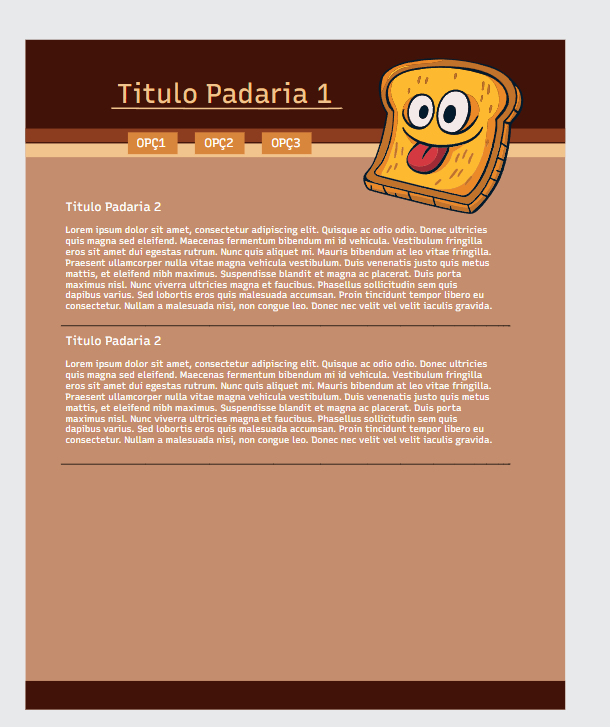 Titulo Padaria 1
OPÇ1 OPÇ2 OPÇ3
Titulo Padaria 2
Lorem ipsum dolor sit amet, consectetur adipiscing elit. Quisque ac odio odio. Donec ultricies
quis magna sed eleifend. Maecenas fermentum bibendum mi id vehicula. Vestibulum fringilla
eros sit amet dui egestas rutrum. Nunc quis aliquet mi. Mauris bibendum at leo vitae fringilla.
Praesent ullamcorper nulla vitae magna vehicula vestibulum. Duis venenatis justo quis metus
mattis, et eleifend nibh maximus. Suspendisse blandit et magna ac placerat. Duis porta
maximus nisl. Nunc viverra ultricies magna et faucibus. Phasellus sollicitudin sem quis
dapibus varius. Sed lobortis eros quis malesuada accumsan. Proin tincidunt tempor libero eu
consectetur. Nullam a malesuada nisi, non congue leo. Donec nec velit vel velit iaculis gravida.
Titulo Padaria 2
Lorem ipsum dolor sit amet, consectetur adipiscing elit. Quisque ac odio odio. Donec ultricies
quis magna sed eleifend. Maecenas fermentum bibendum mi id vehicula. Vestibulum fringilla
eros sit amet dui egestas rutrum. Nunc quis aliquet mi. Mauris bibendum at leo vitae fringilla.
Praesent ullamcorper nulla vitae magna vehicula vestibulum. Duis venenatis justo quis metus
mattis, et eleifend nibh maximus. Suspendisse blandit et magna ac placerat. Duis porta
maximus nisl. Nunc viverra ultricies magna et faucibus. Phasellus sollicitudin sem quis
dapibus varius. Sed lobortis eros quis malesuada accumsan. Proin tincidunt tempor libero eu
consectetur. Nullam a malesuada nisi, non congue leo. Donec nec velit vel velit iaculis gravida.